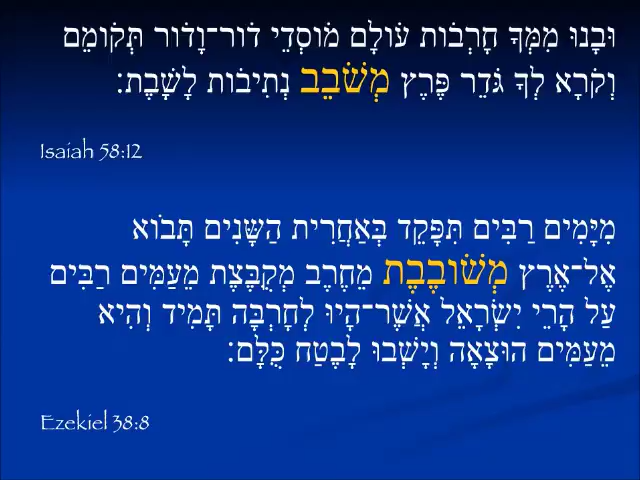 וּבָנוּ מִמְּךָ חָרְבוֹת עוֹלָם מוֹסְדֵי דוֹר־וָדוֹר תְּקוֹמֵם
וְקֹרָא לְךָ גֹּדֵר פֶּרֶץ מְשֹׁבֵב נְתִיבוֹת לָשָׁבֶת׃
Isaiah 58:12
מִיָּמִים רַבִּים תִּפָּקֵד בְּאַחֲרִית הַשָּׁנִים תָּבוֹא
אֶל־אֶרֶץ מְשׁוֹבֶבֶת מֵחֶרֶב מְקֻבֶּצֶת מֵעַמִּים רַבִּים
עַל הָרֵי יִשְׂרָאֵל אֲשֶׁר־הָיוּ לְחָרְבָּה תָּמִיד וְהִיא
מֵעַמִּים הוּצָאָה וְיָשְׁבוּ לָבֶטַח כֻּלָּם׃
Ezekiel 38:8